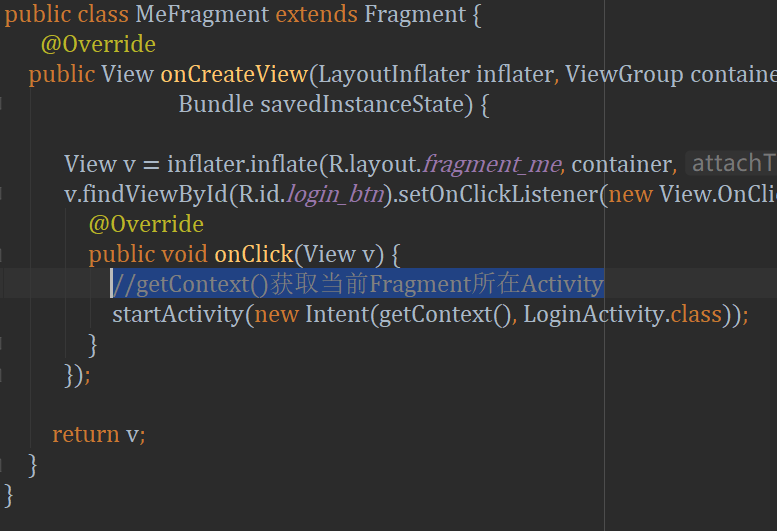 public class MeFragment extends Fragment {
@Override
public View onCreateView(LayoutInflater inflater, ViewGroup containe
Bundle savedInstanceState) {
View v = inflater.inflate(R.layout.fragment_me, container, attachT
v.findViewById(R.id.login_btn).setOnClickListener(new View.OnClic
@Override
public void onClick(View v) {
//getContext()获取当前Fragment所在Activity
startActivity(new Intent(getContext(), LoginActivity.class));
}
});
return v;
}
}